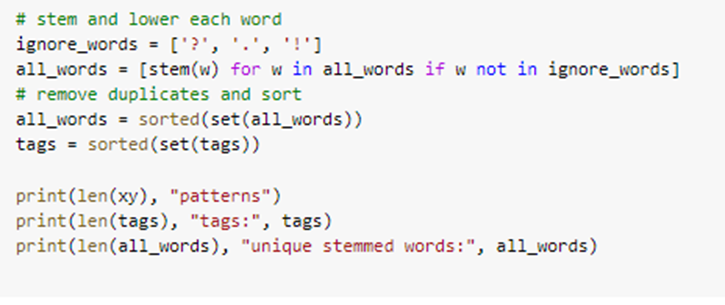 # stem and lower each word
ignore_words = ['?', '.', '!']
all_words = [stem(w) for w in all_words if w not in ignore_words]
# remove duplicates and sort
all_words = sorted(set(all_words))
tags = sorted(set(tags))

print(len(xy), "patterns")
print(len(tags), "tags:", tags)
print(len(all_words), "unique stemmed words:", all_words)